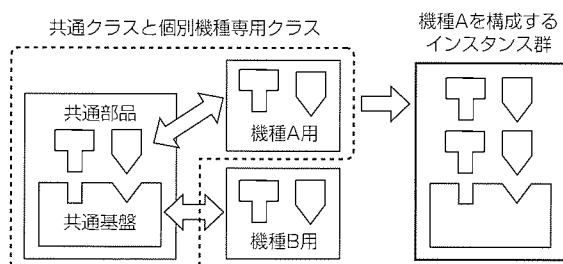 共通クラスと個別機種専用クラス
機種Aを構成する
インスタンス群
共通部品
機種A用
共通基盤
機種B用